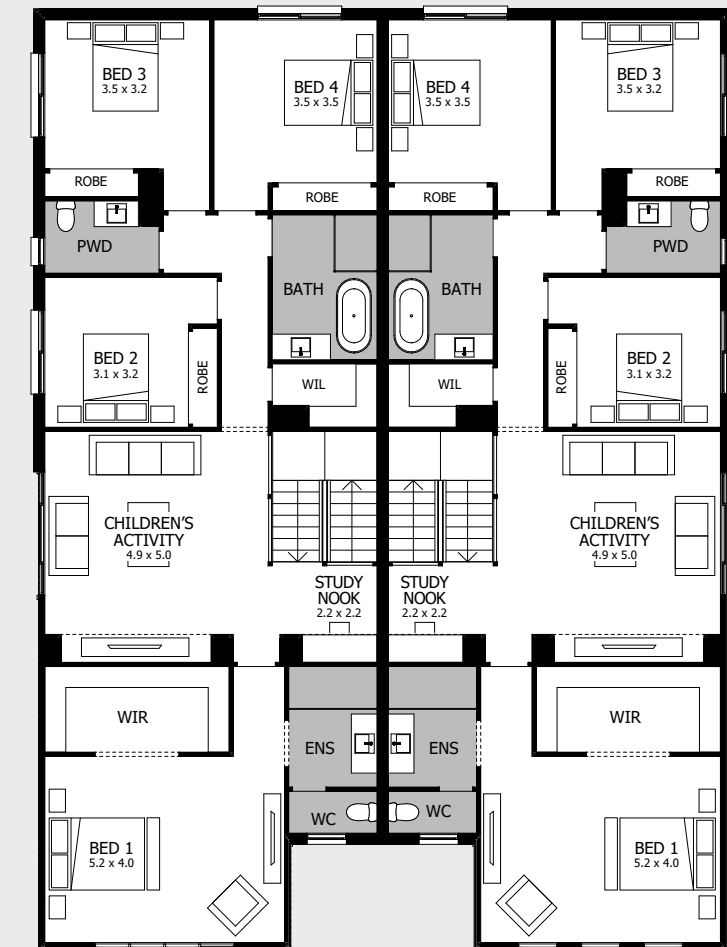 BED 3
3.5 x 3.2
BED 4
3.5 x 3.5
BED 4
3.5 x 3.5
BED 3
3.5 x 3.2
ROBE
ROBE
ROBE
ROBE
PWD
PWD
BATH
BATH
BED 2
3.1 x 3.2
ROBE
WIL
WIL
ROBE
BED 2
3.1 x 3.2
CHILDREN'S
ACTIVITY
4.9 x 5.0
CHILDREN'S
ACTIVITY
4.9 x 5.0
STUDY
NOOK
2.2 x 2.2
STUDY
NOOK
2.2 x 2.2
WIR
WIR
ENS
ENS
WC
WC
BED 1
5.2 x 4.0
BED 1
5.2 x 4.0